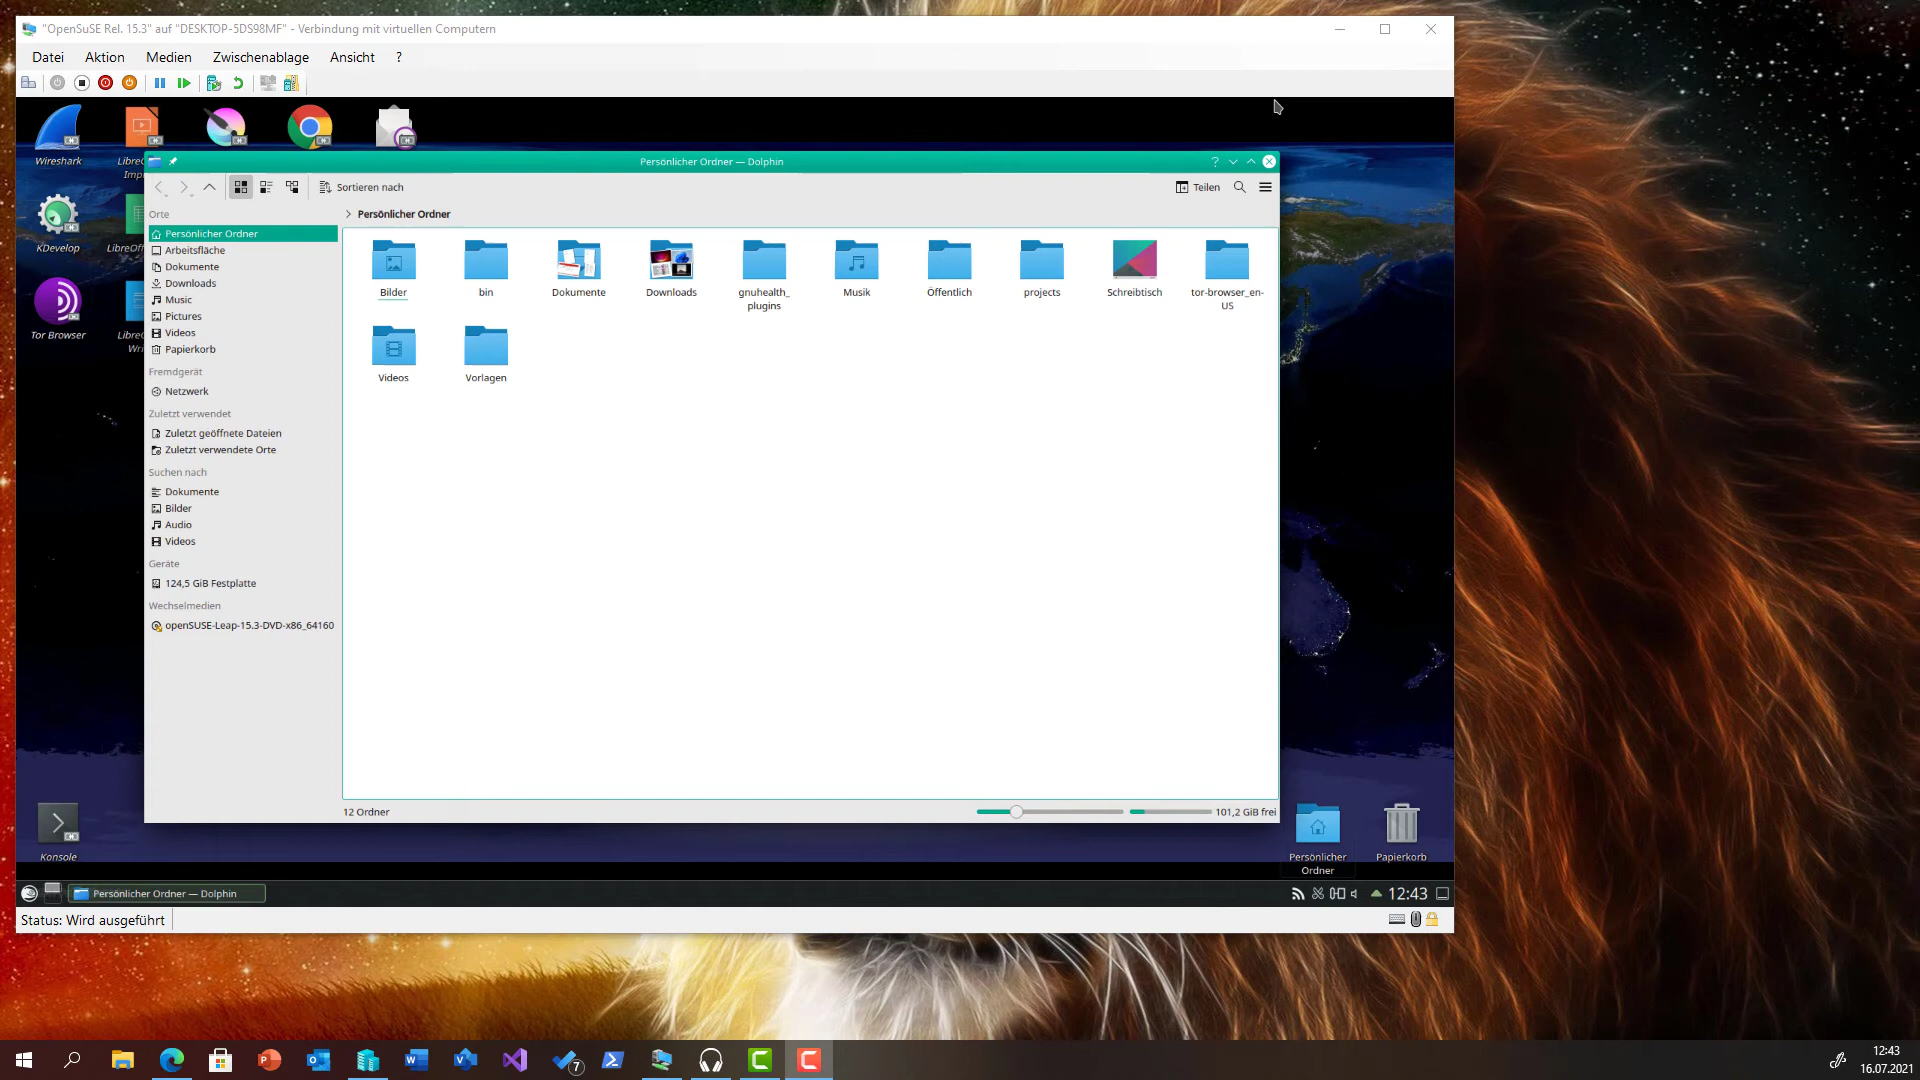 "OpenSuSE Rel. 15.3" auf "DESKTOP-5DS98MF" - Verbindung mit virtuellen Computern
Datei Aktion Medien Zwischenablage Ansicht ?
Wireshark
KDevelop
Tor Browser
Persönlicher Ordner — Dolphin
Sortieren nach
Teilen
Orte
Persönlicher Ordner
Arbeitsfläche
Dokumente
Downloads
Music
Pictures
Videos
Papierkorb
Fremdgerät
Netzwerk
Zuletzt verwendet
Zuletzt geöffnete Dateien
Zuletzt verwendete Orte
Suchen nach
Dokumente
Bilder
Audio
Videos
Geräte
124,5 GiB Festplatte
Wechselmedien
openSUSE-Leap-15.3-DVD-x86_64160
Persönlicher Ordner
Bilder
bin
Dokumente
Downloads
gnuhealth_
plugins
Musik
Öffentlich
projects
Schreibtisch
tor-browser_en-
US
Videos
Vorlagen
12 Ordner
101,2 GiB frei
Konsole
Persönlicher
Ordner
Papierkorb
Persönlicher Ordner — Dolphin
12:43
Status: Wird ausgeführt
7
12:43
16.07.2021